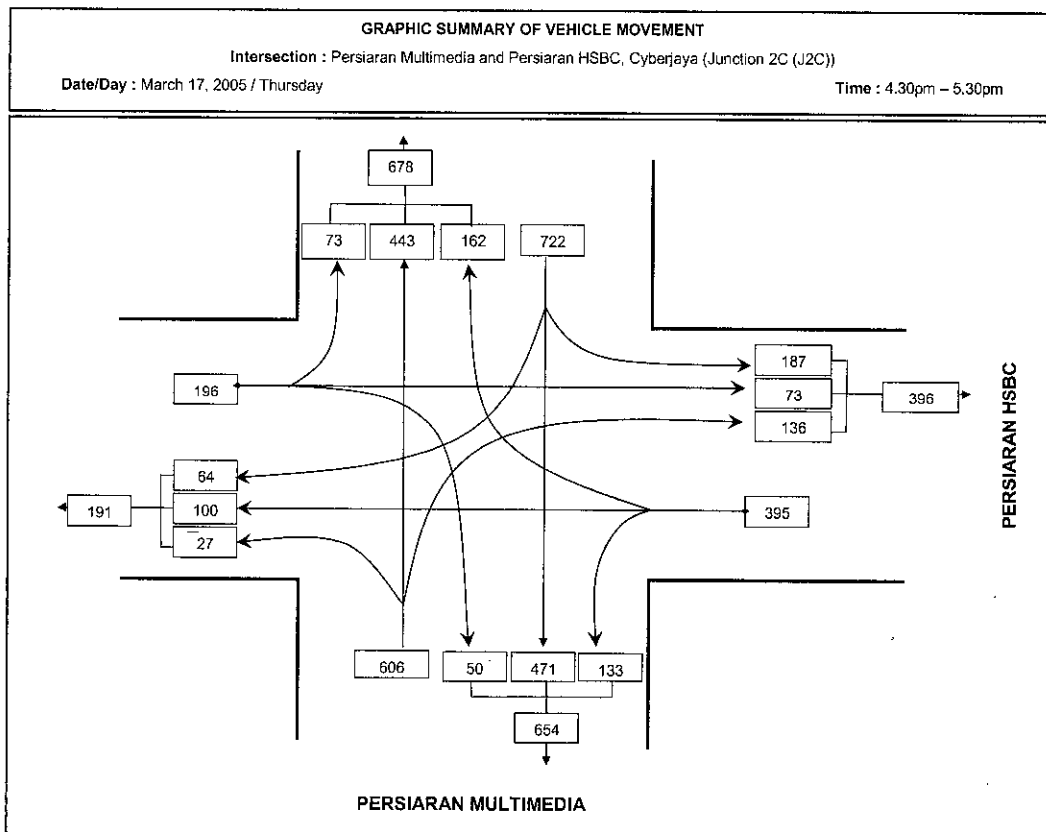 GRAPHIC SUMMARY OF VEHICLE MOVEMENT
Intersection : Persiaran Multimedia and Persiaran HSBC, Cyberjaya (Junction 2C (J2C))
Date/Day : March 17, 2005 / Thursday Time : 4.30pm – 5.30pm
678
73 443 162 722
187
196 73 396
136
64
191 100 395
27
606 50 471 133
654
PERSIARAN HSBC
PERSIARAN MULTIMEDIA